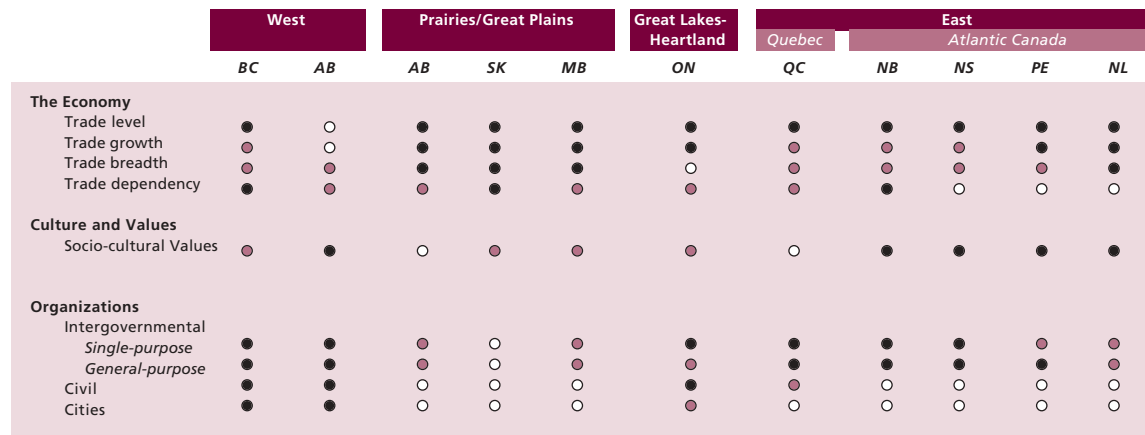 West Prairies/Great Plains Great Lakes- East
Heartland Quebec Atlantic Canada
BC AB AB SK MB ON QC NB NS PE NL
The Economy
Trade level
Trade growth
Trade breadth
Trade dependency
Culture and Values
Socio-cultural Values
Organizations
Intergovernmental
Single-purpose
General-purpose
Civil
Cities